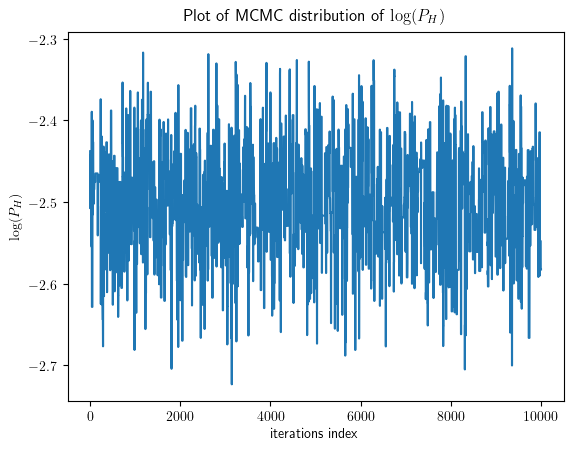 Plot of MCMC distribution of log(P_H)
−2.3
−2.4
−2.5
−2.6
−2.7
log(P_H)
0 2000 4000 6000 8000 10000
iterations index